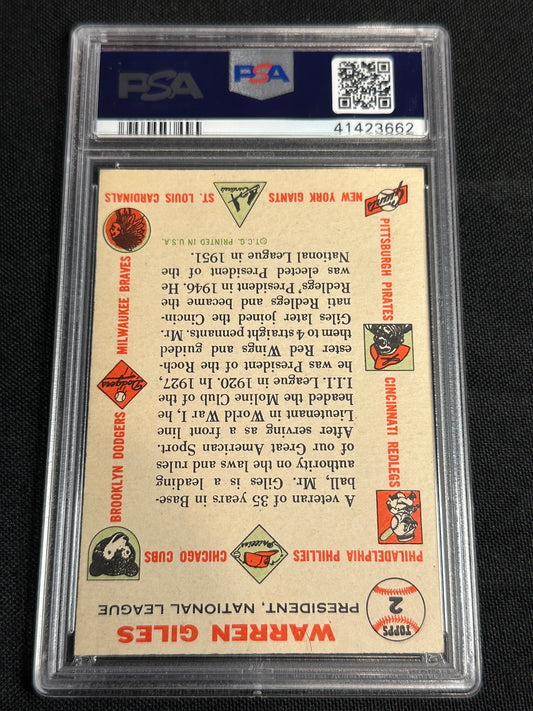 PSA
PSA
41423662
TOPPS
2
WARREN GILES
PRESIDENT, NATIONAL LEAGUE
BROOKLYN DODGERS
CHICAGO CUBS
PHILADELPHIA PHILLIES
CINCINNATI REDLEGS
PITTSBURGH PIRATES
NEW YORK GIANTS
ST. LOUIS CARDINALS
MILWAUKEE BRAVES
Phillies
Dodgers
Giants
Cardinals
A veteran of 35 years in Base-
ball, Mr. Giles is a leading
authority on the laws and rules
of our Great American Sport.
After serving as a first line
Lieutenant in World War I, he
headed the Moline Club of the
I.I.I. League in 1920. In 1927,
he was President of the Roch-
ester Red Wings and guided
them to 4 straight pennants. Mr.
Giles later joined the Cincin-
nati Redlegs and became the
Redlegs' President in 1946. He
was elected President of the
National League in 1951.
©T.C.G. PRINTED IN U.S.A.